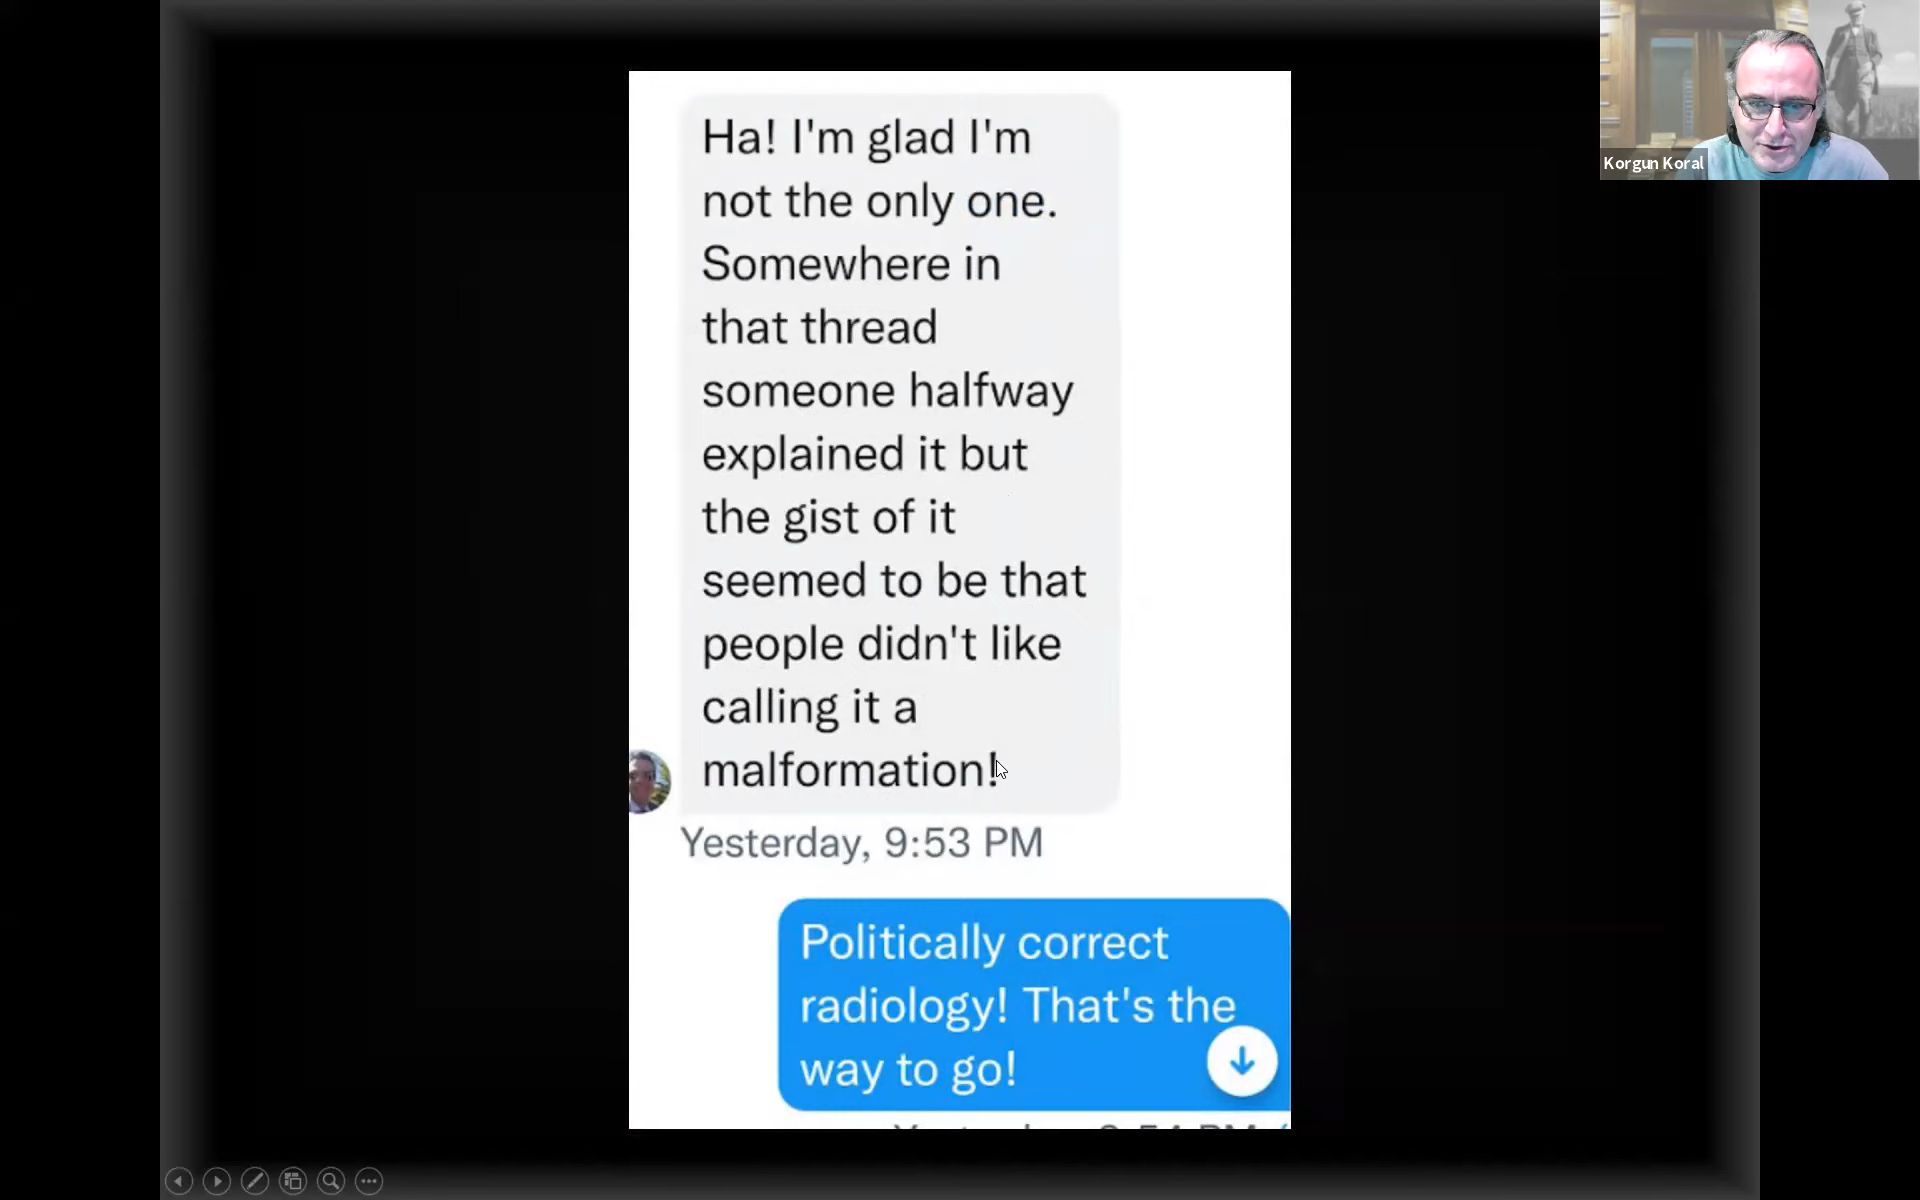 Ha! I'm glad I'm
not the only one.
Somewhere in
that thread
someone halfway
explained it but
the gist of it
seemed to be that
people didn't like
calling it a
malformation!
Yesterday, 9:53 PM
Politically correct
radiology! That's the
way to go!
Korgun Koral